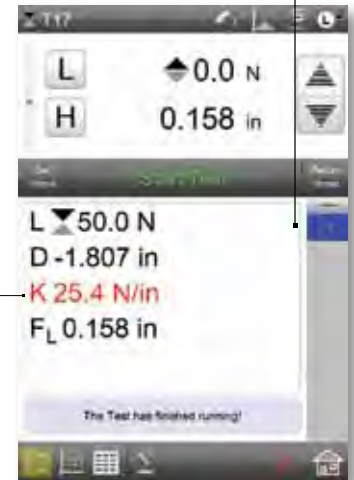 T17
L 0.0 N
H 0.158 in
L 50.0 N
D -1.807 in
K 25.4 N/in
FL 0.158 in
The Test has finished running!